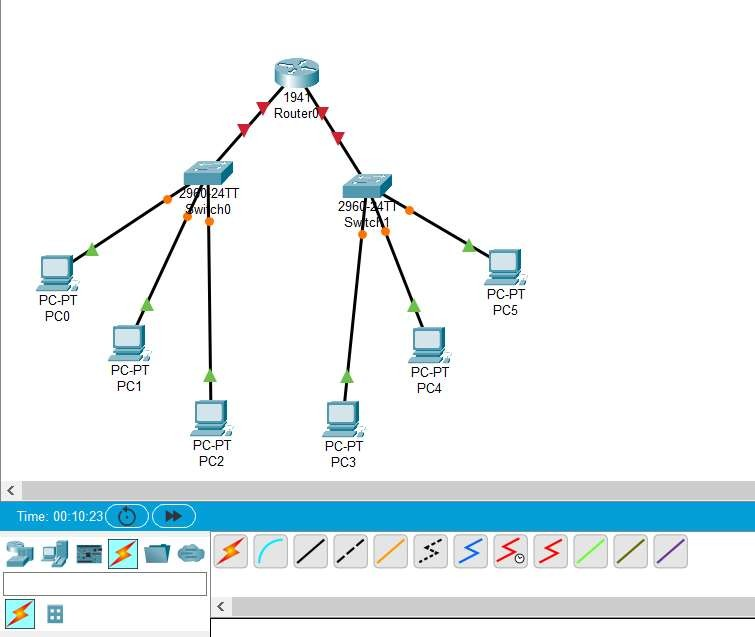 1941
Router0
2960-24TT
Switch0
2960-24TT
Switch1
PC-PT
PC0
PC-PT
PC1
PC-PT
PC2
PC-PT
PC3
PC-PT
PC4
PC-PT
PC5
Time: 00:10:23